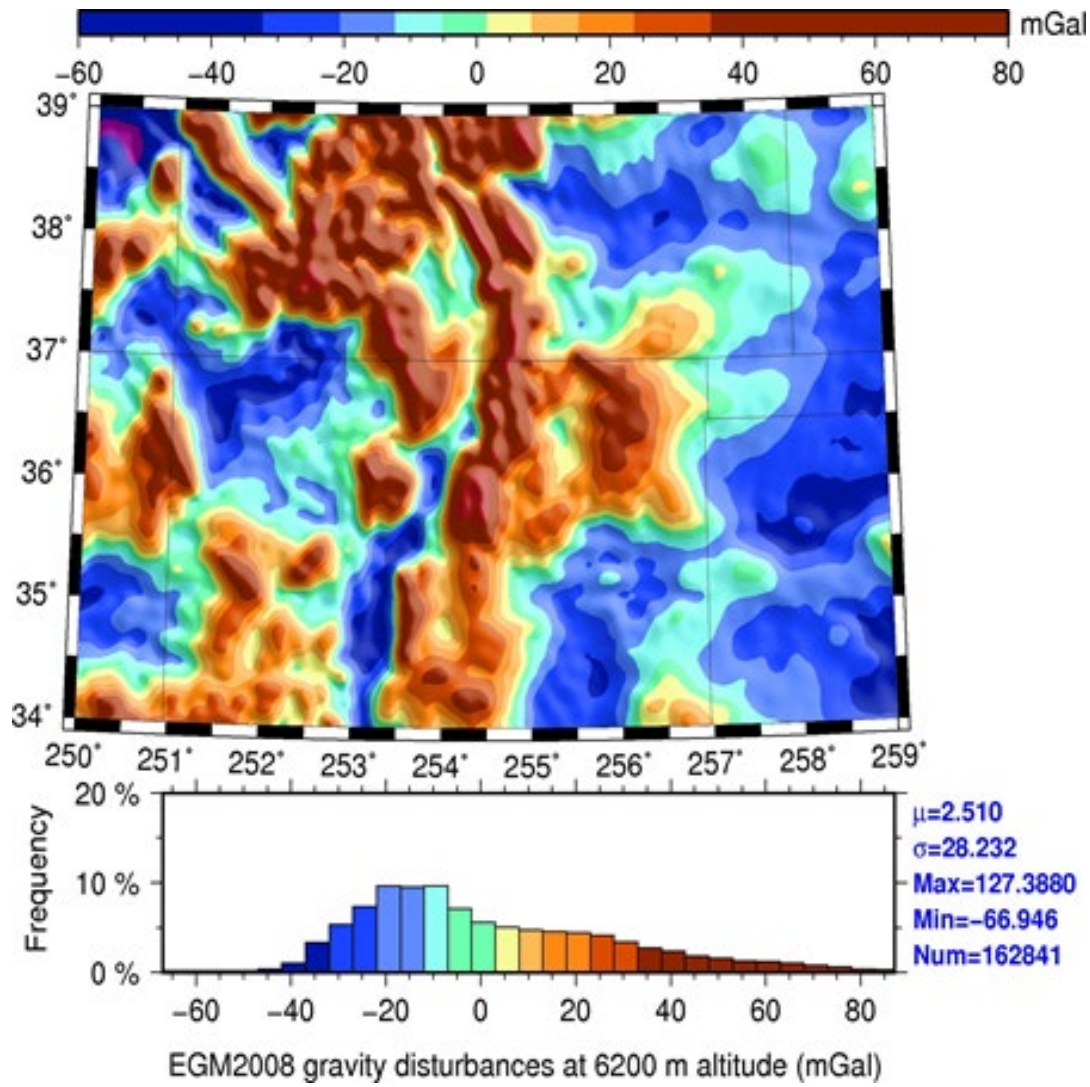 mGal
−60 −40 −20 0 20 40 60 80
39°
38°
37°
36°
35°
34°
250° 251° 252° 253° 254° 255° 256° 257° 258° 259°
20 %
10 %
0 %
Frequency
μ=2.510
σ=28.232
Max=127.3880
Min=−66.946
Num=162841
−60 −40 −20 0 20 40 60 80
EGM2008 gravity disturbances at 6200 m altitude (mGal)